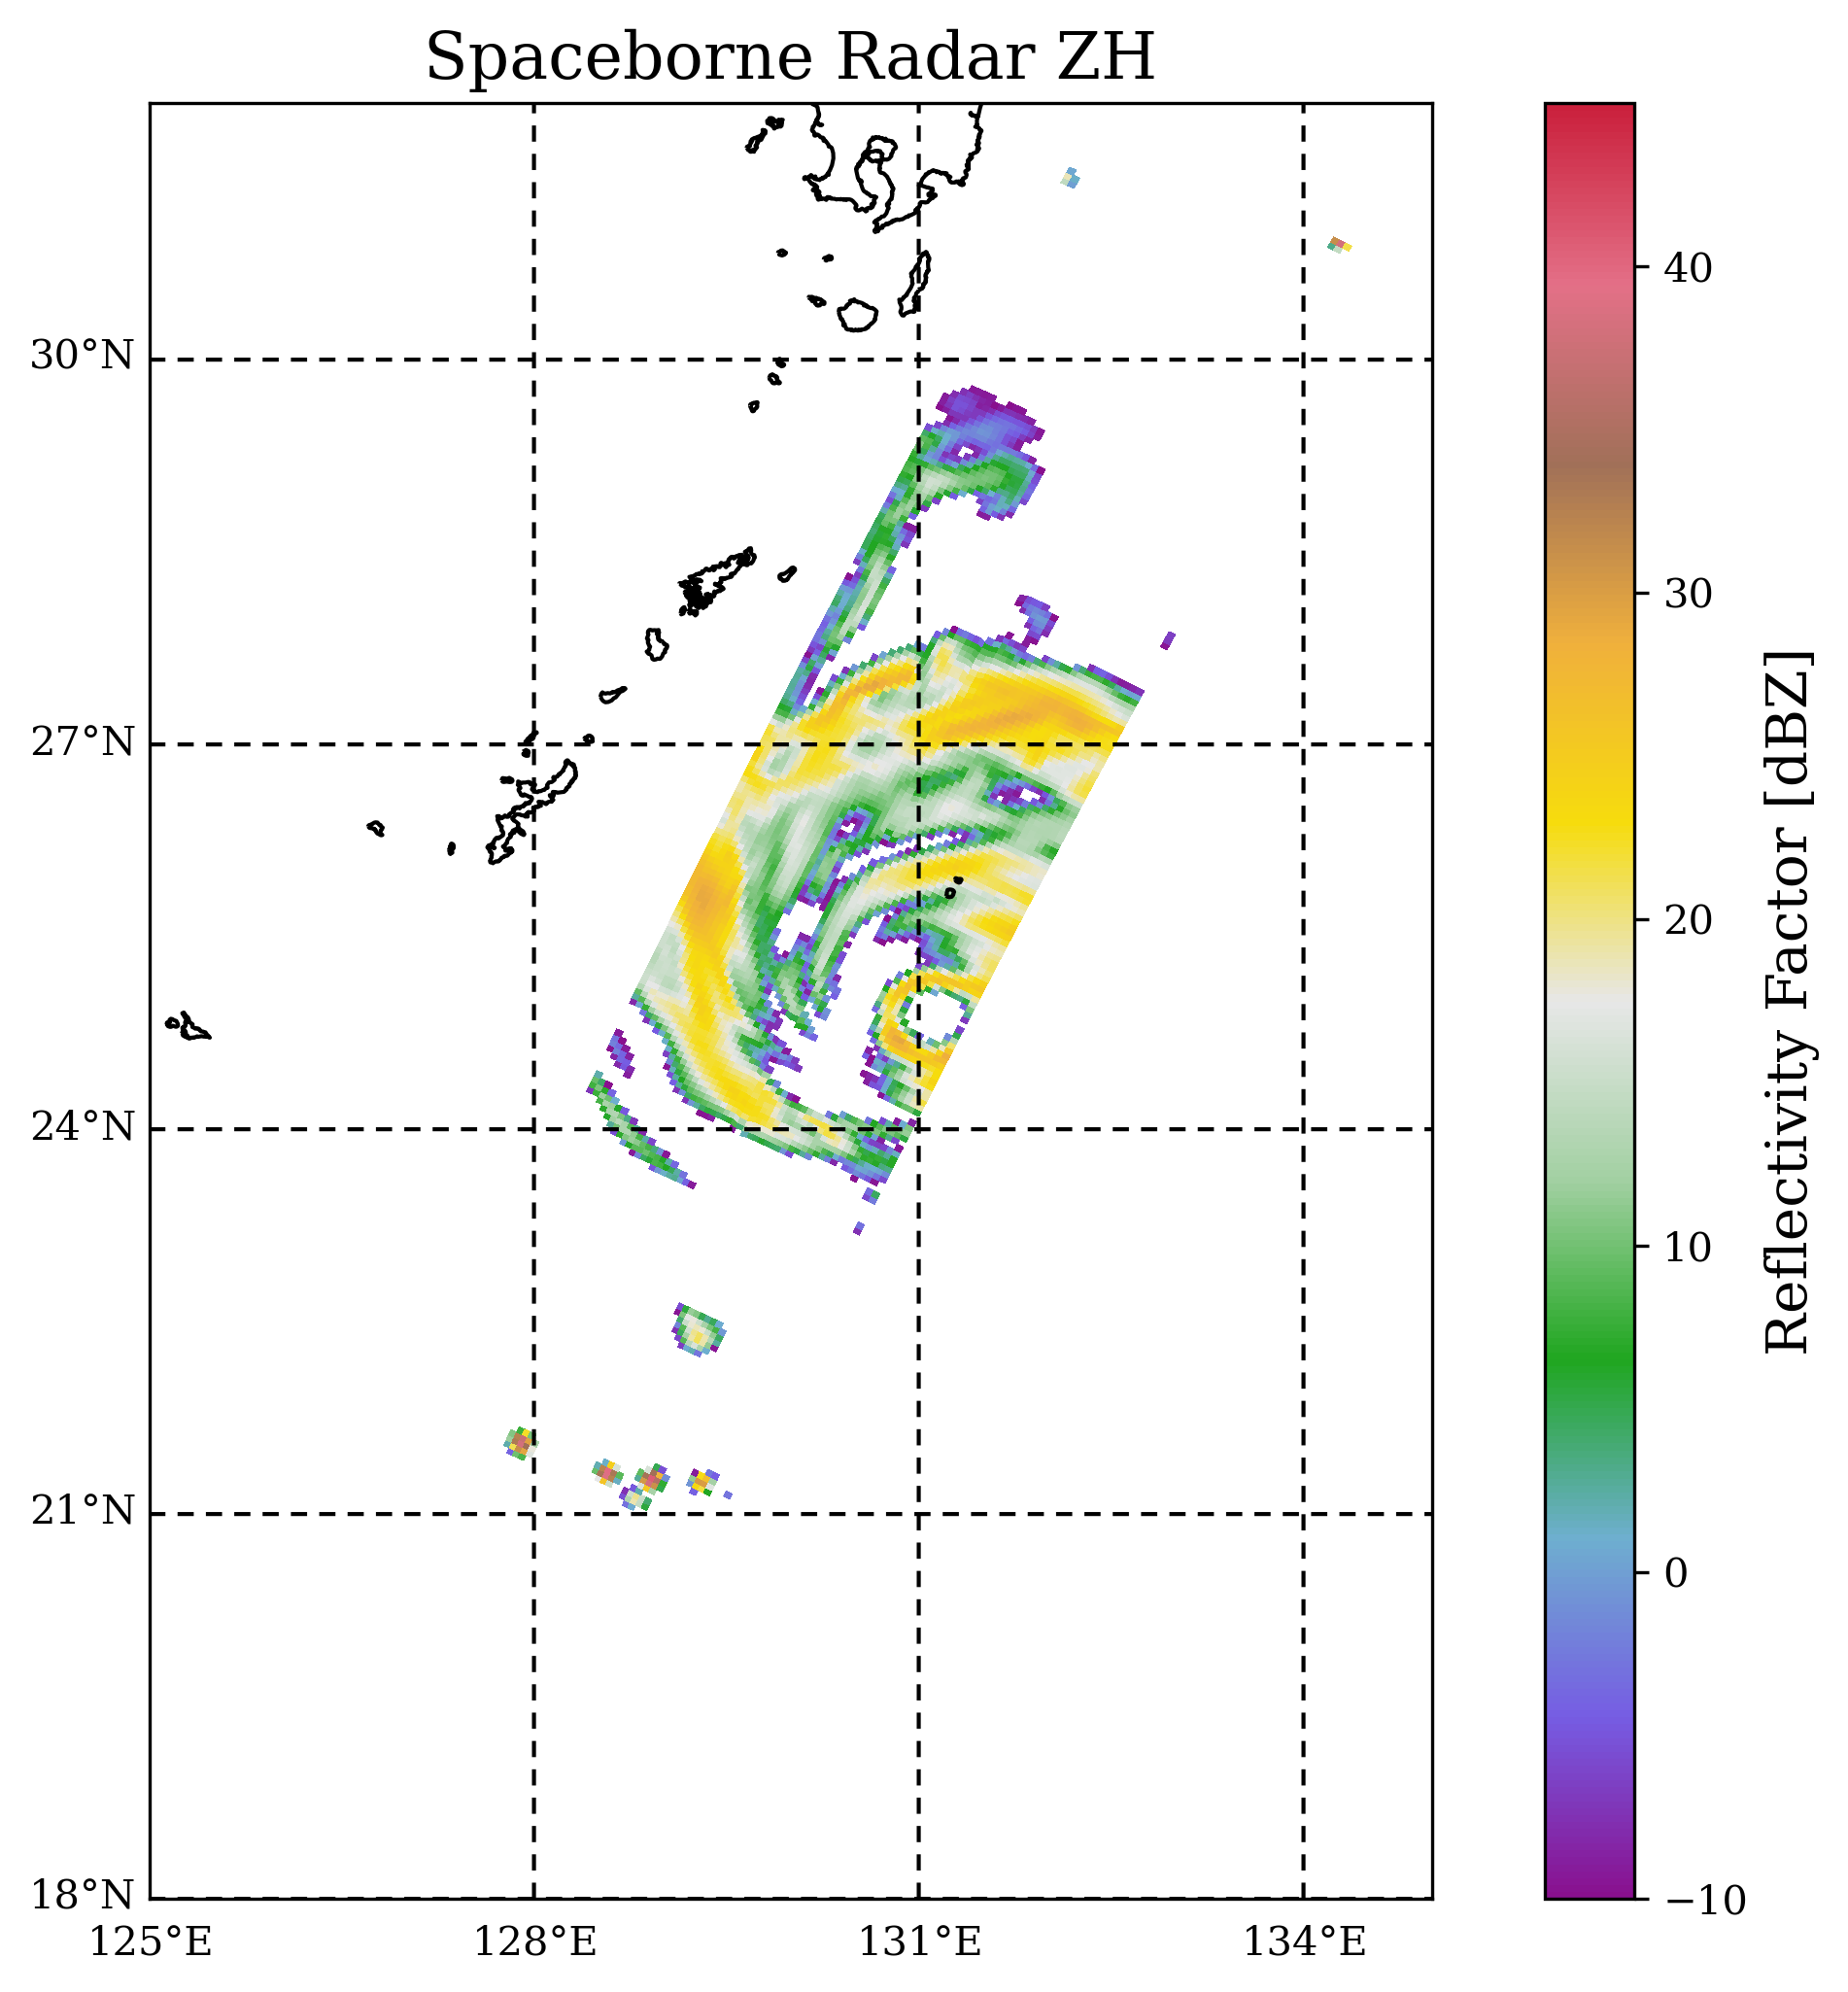 Spaceborne Radar ZH
30°N
27°N
24°N
21°N
18°N
125°E
128°E
131°E
134°E
40
30
20
10
0
−10
Reflectivity Factor [dBZ]